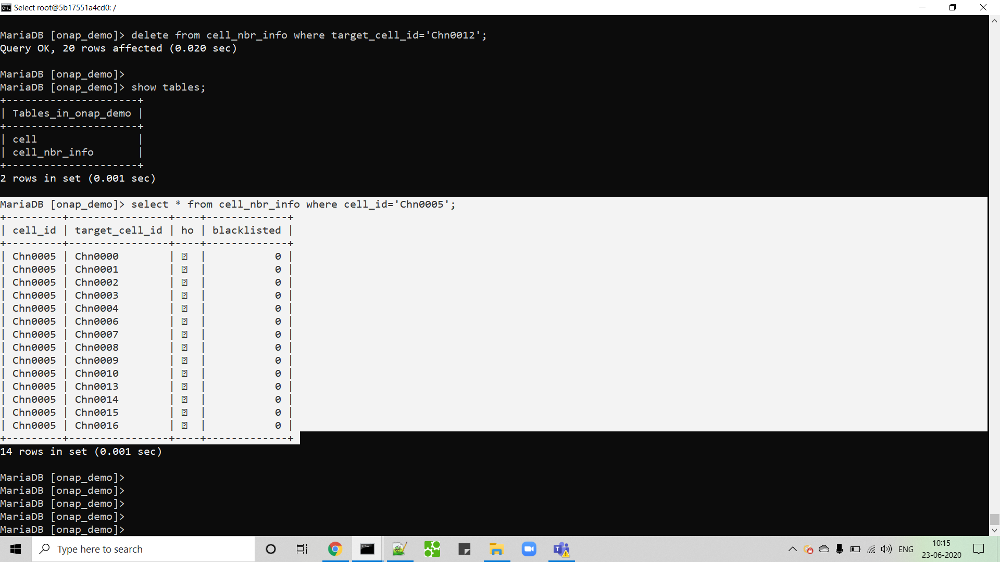 Select root@5b17551a4cd0: /
MariaDB [onap_demo]> delete from cell_nbr_info where target_cell_id='Chn0012';
Query OK, 20 rows affected (0.020 sec)
MariaDB [onap_demo]>
MariaDB [onap_demo]> show tables;
+---------------------+
| Tables_in_onap_demo |
+---------------------+
| cell                |
| cell_nbr_info       |
+---------------------+
2 rows in set (0.001 sec)
MariaDB [onap_demo]> select * from cell_nbr_info where cell_id='Chn0005';
+---------+----------------+----+-------------+
| cell_id | target_cell_id | ho | blacklisted |
+---------+----------------+----+-------------+
| Chn0005 | Chn0000        | ⍰  |           0 |
| Chn0005 | Chn0001        | ⍰  |           0 |
| Chn0005 | Chn0002        | ⍰  |           0 |
| Chn0005 | Chn0003        | ⍰  |           0 |
| Chn0005 | Chn0004        | ⍰  |           0 |
| Chn0005 | Chn0006        | ⍰  |           0 |
| Chn0005 | Chn0007        | ⍰  |           0 |
| Chn0005 | Chn0008        | ⍰  |           0 |
| Chn0005 | Chn0009        | ⍰  |           0 |
| Chn0005 | Chn0010        | ⍰  |           0 |
| Chn0005 | Chn0013        | ⍰  |           0 |
| Chn0005 | Chn0014        | ⍰  |           0 |
| Chn0005 | Chn0015        | ⍰  |           0 |
| Chn0005 | Chn0016        | ⍰  |           0 |
+---------+----------------+----+-------------+
14 rows in set (0.001 sec)
MariaDB [onap_demo]>
MariaDB [onap_demo]>
MariaDB [onap_demo]>
MariaDB [onap_demo]>
MariaDB [onap_demo]>
Type here to search
ENG
10:15
23-06-2020